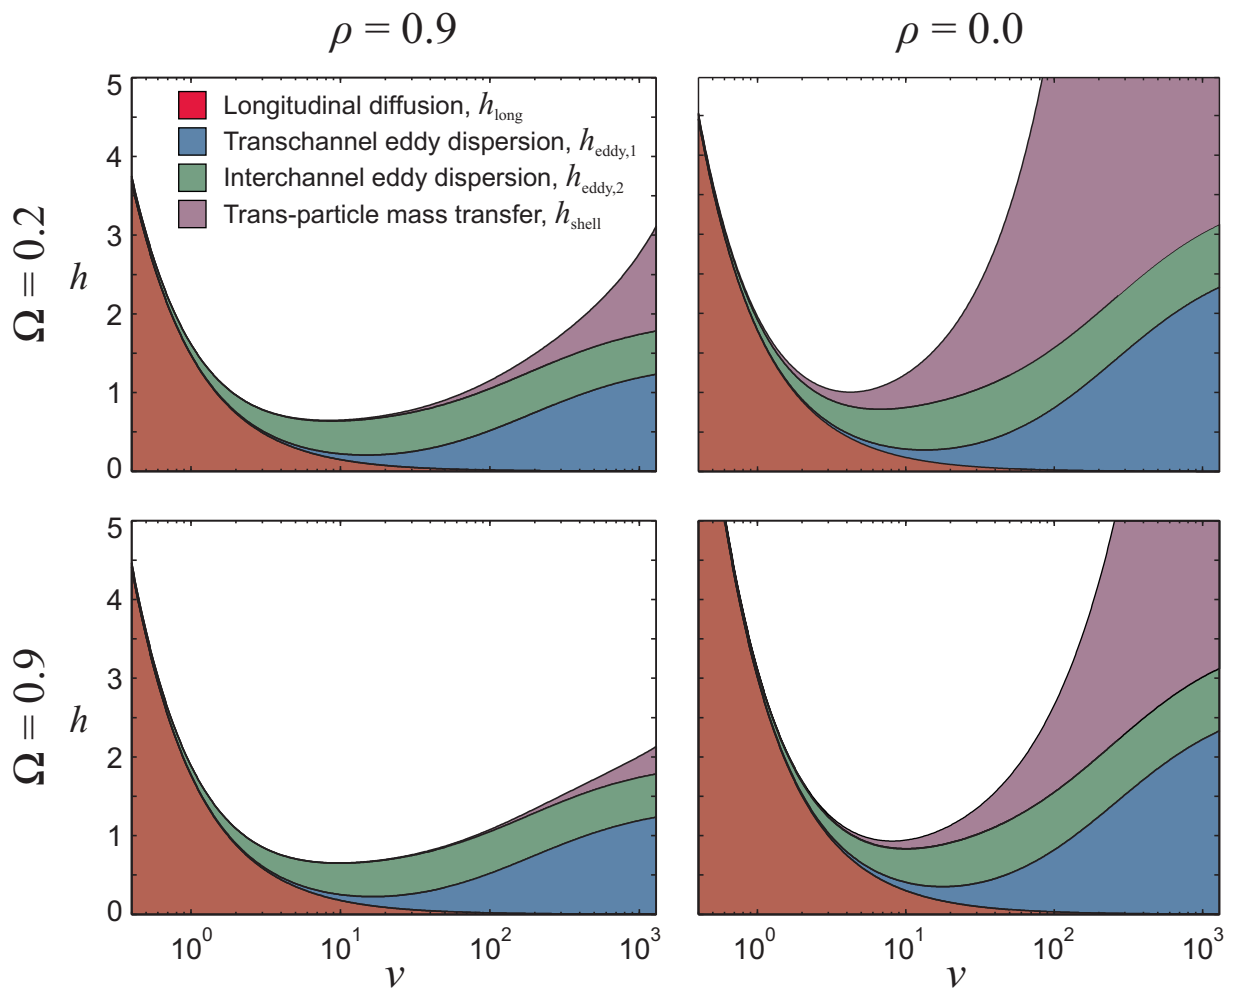 ρ = 0.9 ρ = 0.0
Ω = 0.2
h
5
4
3
2
1
0
Longitudinal diffusion, h_long
Transchannel eddy dispersion, h_eddy,1
Interchannel eddy dispersion, h_eddy,2
Trans-particle mass transfer, h_shell
Ω = 0.9
h
5
4
3
2
1
0
10^0 10^1 10^2 10^3 10^0 10^1 10^2 10^3
ν ν